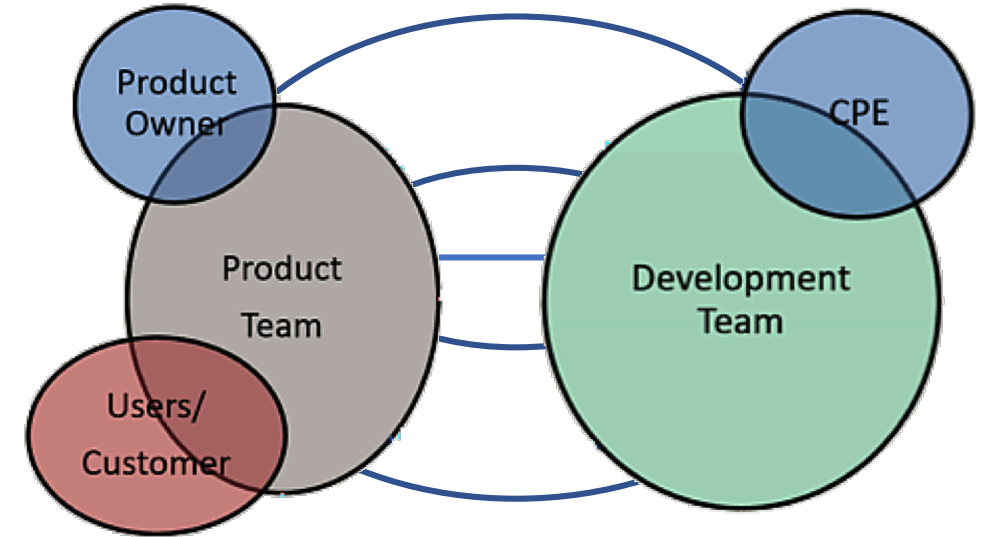 Product
Owner
CPE
Product
Team
Development
Team
Users/
Customer